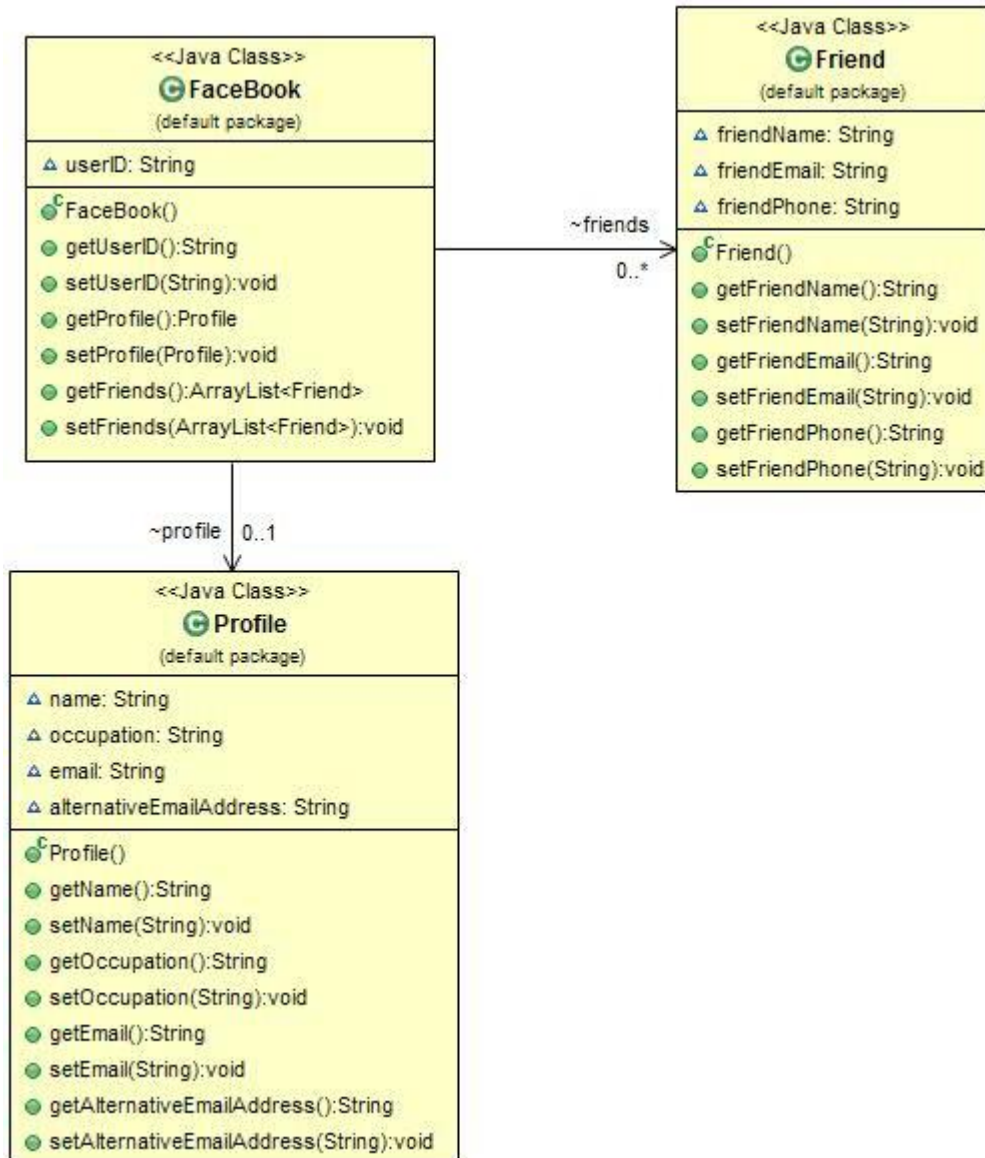 <<Java Class>>
FaceBook
(default package)
userID: String
FaceBook()
getUserID():String
setUserID(String):void
getProfile():Profile
setProfile(Profile):void
getFriends():ArrayList<Friend>
setFriends(ArrayList<Friend>):void
~friends
0..*
<<Java Class>>
Friend
(default package)
friendName: String
friendEmail: String
friendPhone: String
Friend()
getFriendName():String
setFriendName(String):void
getFriendEmail():String
setFriendEmail(String):void
getFriendPhone():String
setFriendPhone(String):void
~profile 0..1
<<Java Class>>
Profile
(default package)
name: String
occupation: String
email: String
alternativeEmailAddress: String
Profile()
getName():String
setName(String):void
getOccupation():String
setOccupation(String):void
getEmail():String
setEmail(String):void
getAlternativeEmailAddress():String
setAlternativeEmailAddress(String):void